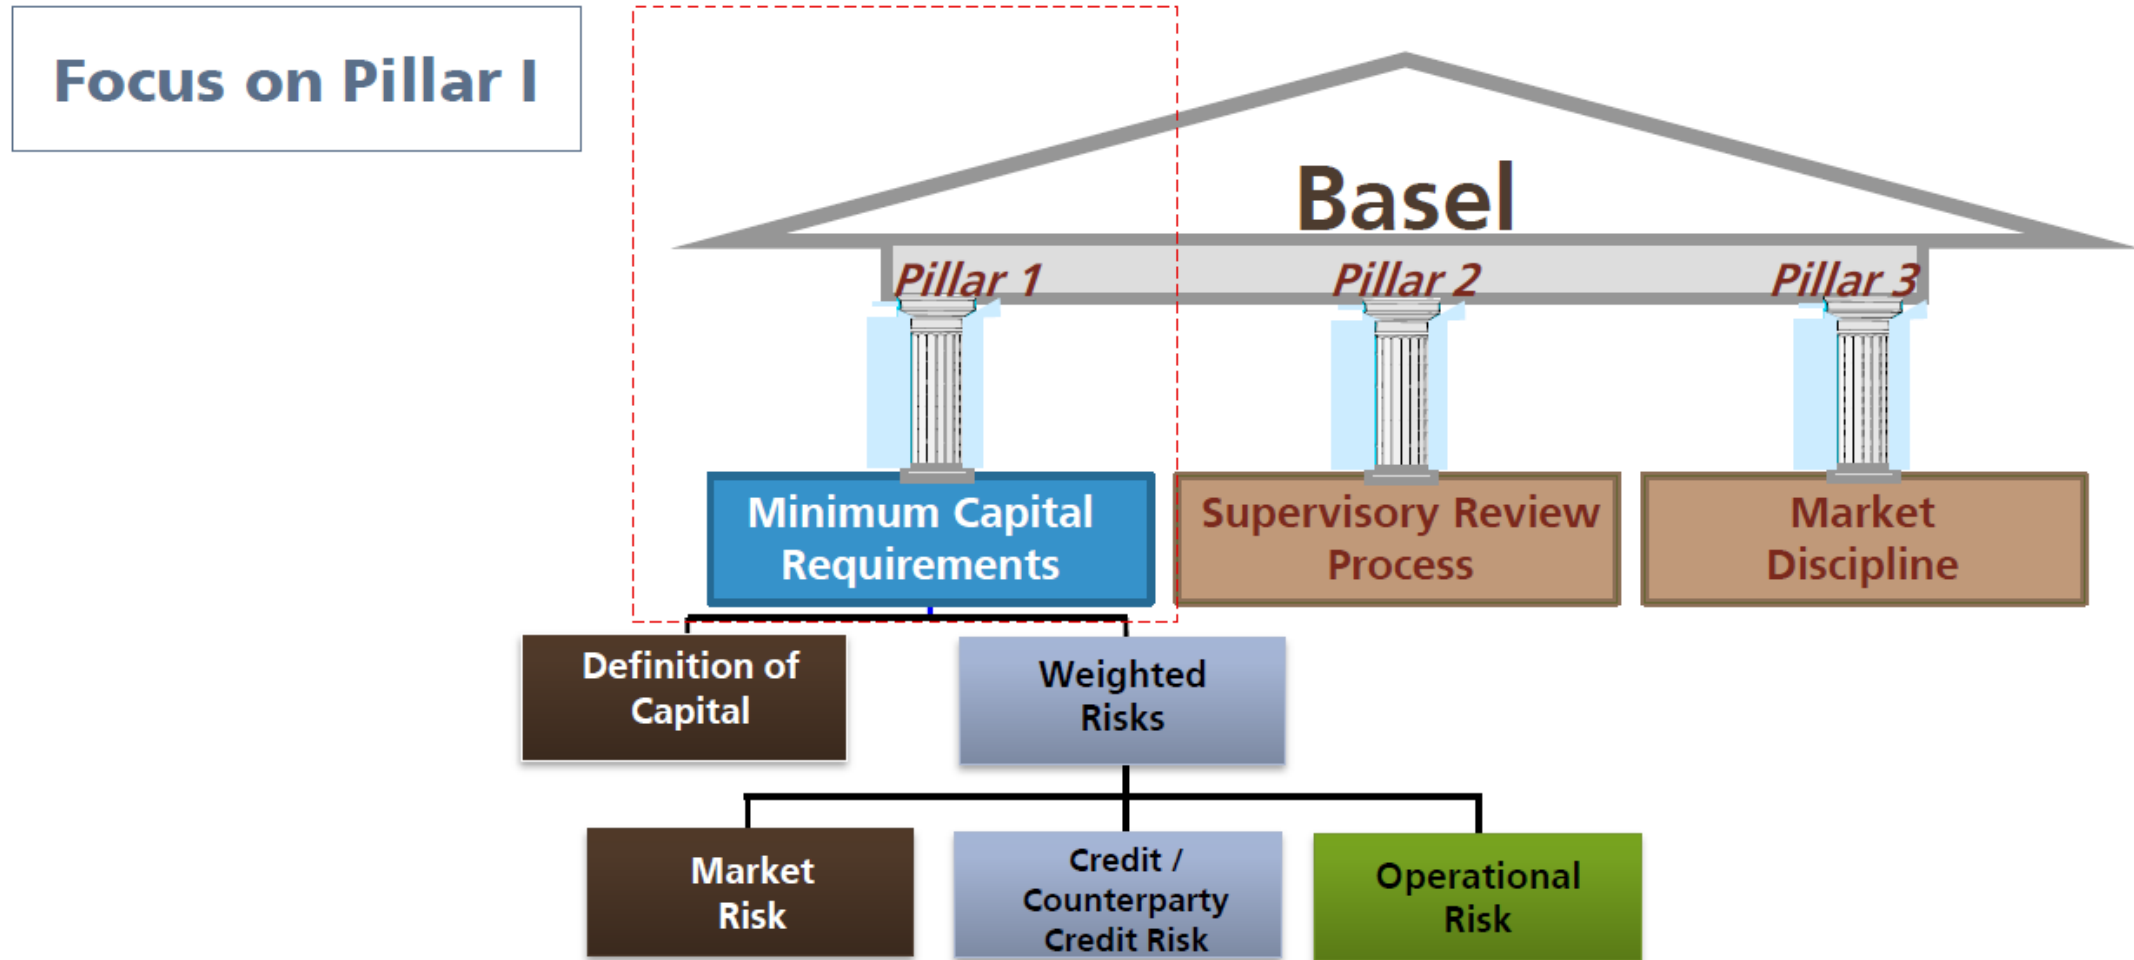 Focus on Pillar I
Basel
Pillar 1
Pillar 2
Pillar 3
Minimum Capital
Requirements
Supervisory Review
Process
Market
Discipline
Definition of
Capital
Weighted
Risks
Market
Risk
Credit /
Counterparty
Credit Risk
Operational
Risk